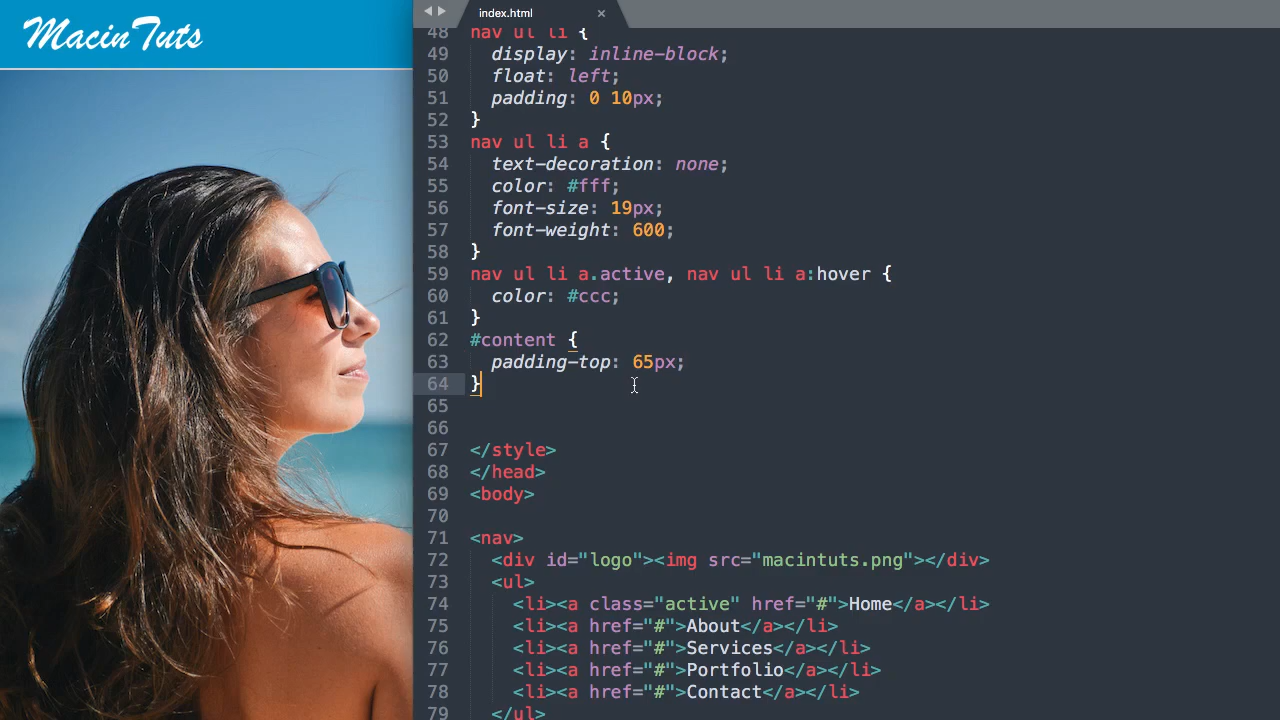 MacinTuts
index.html ×
48 nav ul li {
49 display: inline-block;
50 float: left;
51 padding: 0 10px;
52 }
53 nav ul li a {
54 text-decoration: none;
55 color: #fff;
56 font-size: 19px;
57 font-weight: 600;
58 }
59 nav ul li a.active, nav ul li a:hover {
60 color: #ccc;
61 }
62 #content {
63 padding-top: 65px;
64 }
65
66
67 </style>
68 </head>
69 <body>
70
71 <nav>
72 <div id="logo"><img src="macintuts.png"></div>
73 <ul>
74 <li><a class="active" href="#">Home</a></li>
75 <li><a href="#">About</a></li>
76 <li><a href="#">Services</a></li>
77 <li><a href="#">Portfolio</a></li>
78 <li><a href="#">Contact</a></li>
79 </ul>